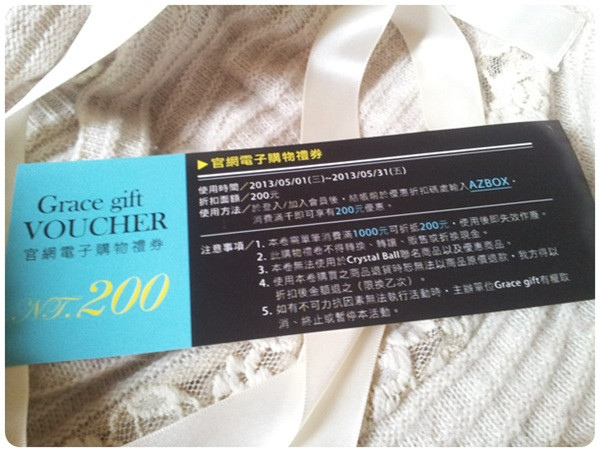 Grace gift
VOUCHER
官網電子購物禮券
NT.200
▶官網電子購物禮券
使用時間／2013/05/01(三)~2013/05/31(五)
折扣面額／200元
使用方法／於登入/加入會員後，結帳前於優惠折扣碼處輸入AZBOX，
消費滿千即可享有200元優惠。
注意事項／1. 本卷需單筆消費滿1000元可折抵200元，使用後即失效作廢。
2. 此購物禮卷不得轉換、轉讓、販售或折換現金。
3. 本卷無法使用於Crystal Ball聯名商品以及優惠商品。
4. 使用本卷購買之商品退貨時恕無法以商品原價退款，我方得以
折扣後金額退之（限換乙次）。
5. 如有不可力抗因素無法執行活動時，主辦單位Grace gift有權取
消、終止或暫停本活動。